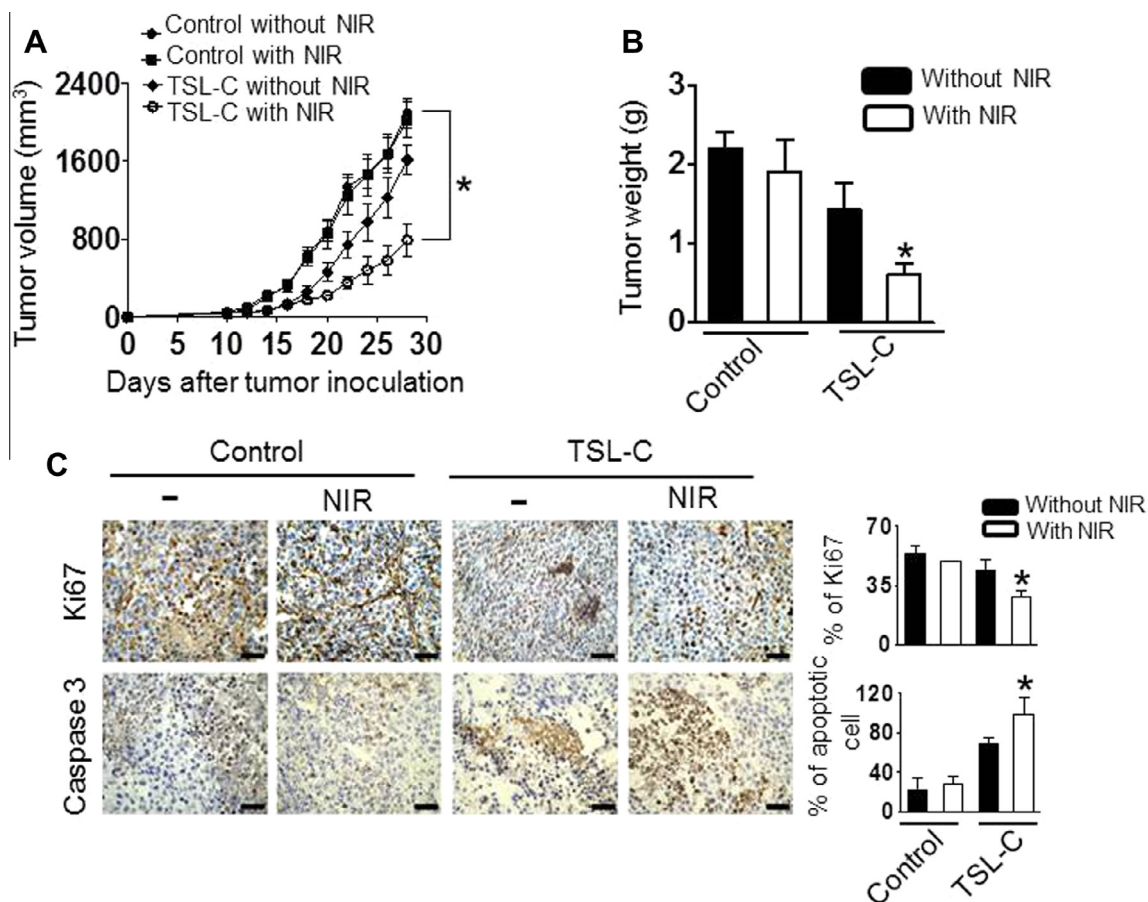 A
Control without NIR
Control with NIR
TSL-C without NIR
TSL-C with NIR
Tumor volume (mm³)
2400
1600
800
0
*
0 5 10 15 20 25 30
Days after tumor inoculation
B
Without NIR
With NIR
Tumor weight (g)
3
2
1
0
*
Control
TSL-C
C
Control
TSL-C
- NIR - NIR
Ki67
Caspase 3
Without NIR
With NIR
% of Ki67
70
35
0
*
% of apoptotic
cell
120
80
40
0
*
Control
TSL-C